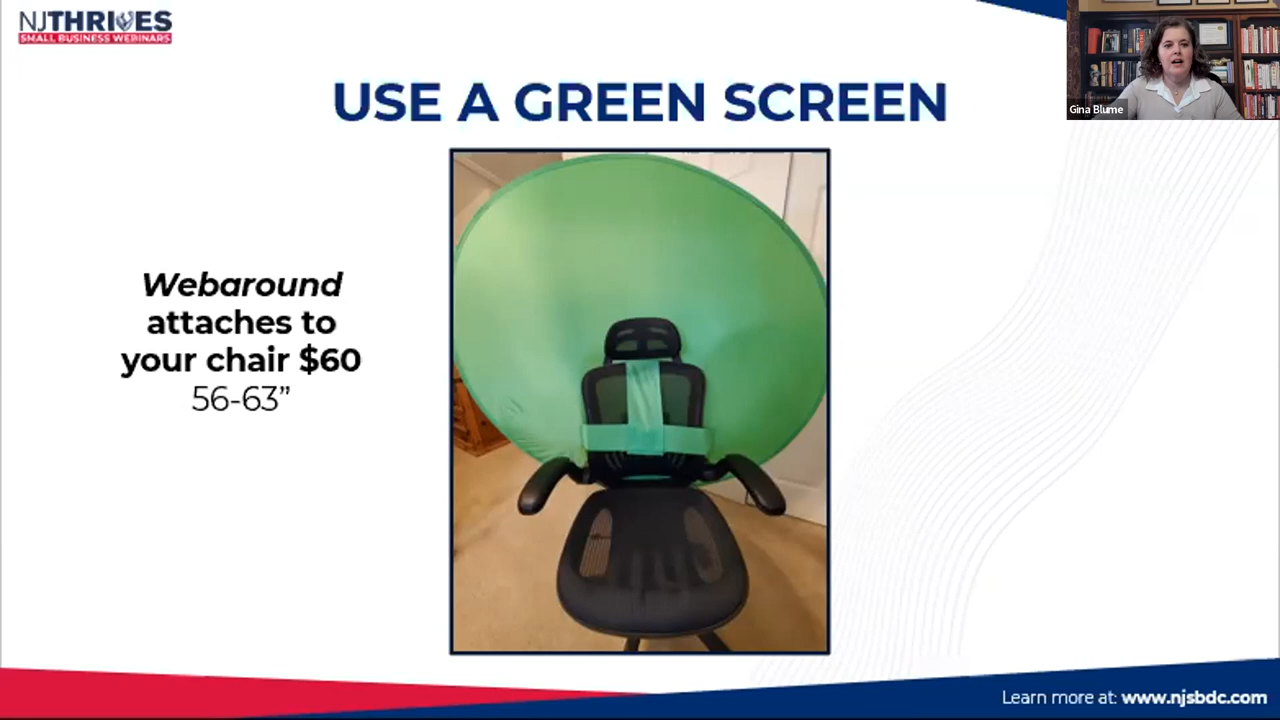 NJTHRIVES
SMALL BUSINESS WEBINARS
Gina Blume
USE A GREEN SCREEN
Webaround
attaches to
your chair $60
56-63”
Learn more at: www.njsbdc.com